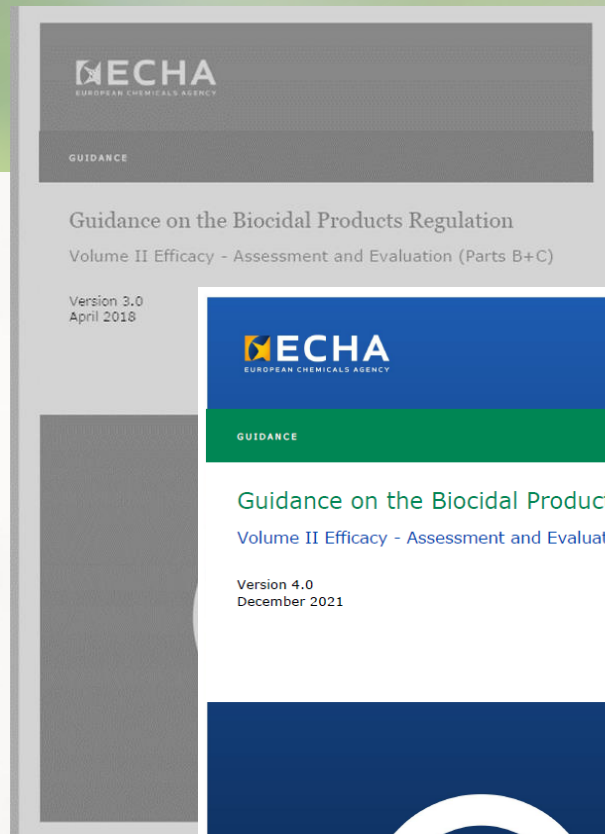 ECHA
EUROPEAN CHEMICALS AGENCY
GUIDANCE
Guidance on the Biocidal Products Regulation
Volume II Efficacy - Assessment and Evaluation (Parts B+C)
Version 3.0
April 2018
ECHA
EUROPEAN CHEMICALS AGENCY
GUIDANCE
Guidance on the Biocidal Product
Volume II Efficacy - Assessment and Evaluat
Version 4.0
December 2021